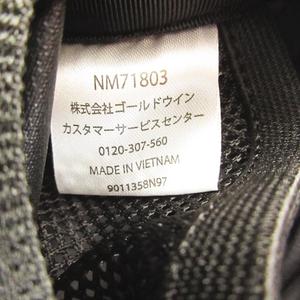 NM71803
株式会社ゴールドウイン
カスタマーサービスセンター
0120-307-560
MADE IN VIETNAM
9011358N97